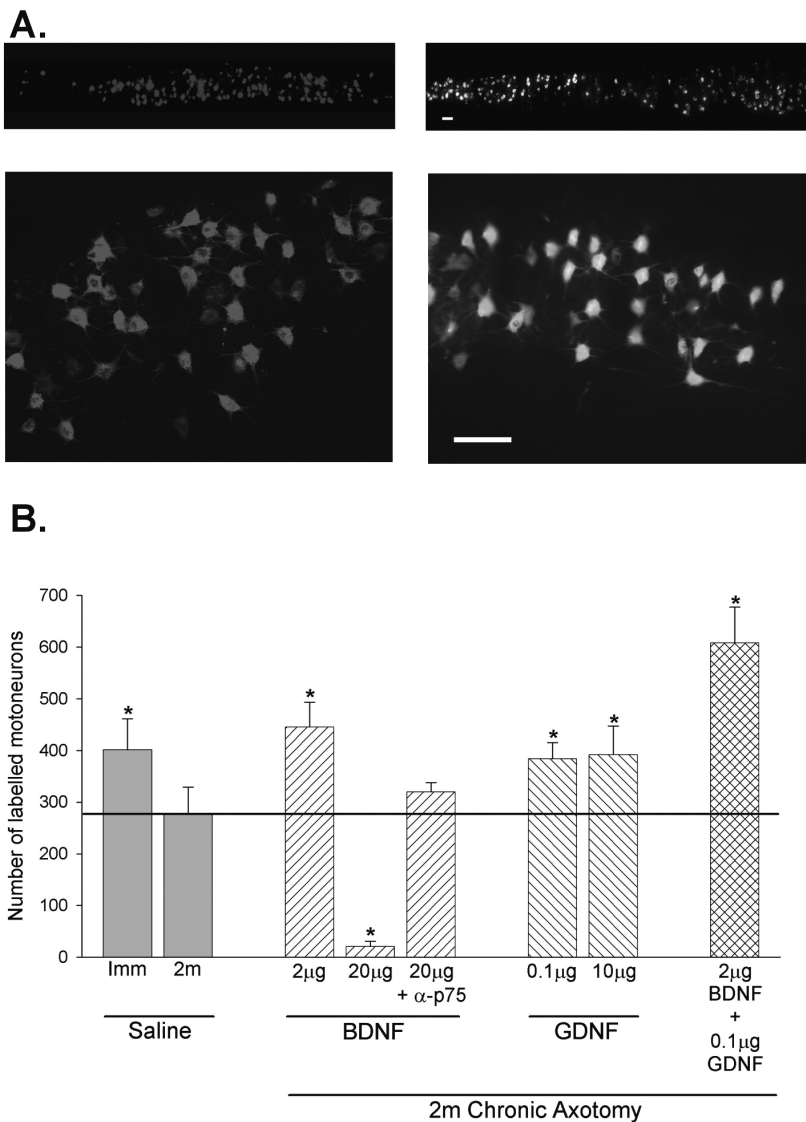 A.
B.
Number of labelled motoneurons
700
600
500
400
300
200
100
0
*
*
*
*
*
*
Imm 2m 2μg 20μg 20μg 0.1μg 10μg 2μg
+ α-p75 BDNF
+
0.1μg
GDNF
Saline BDNF GDNF
2m Chronic Axotomy